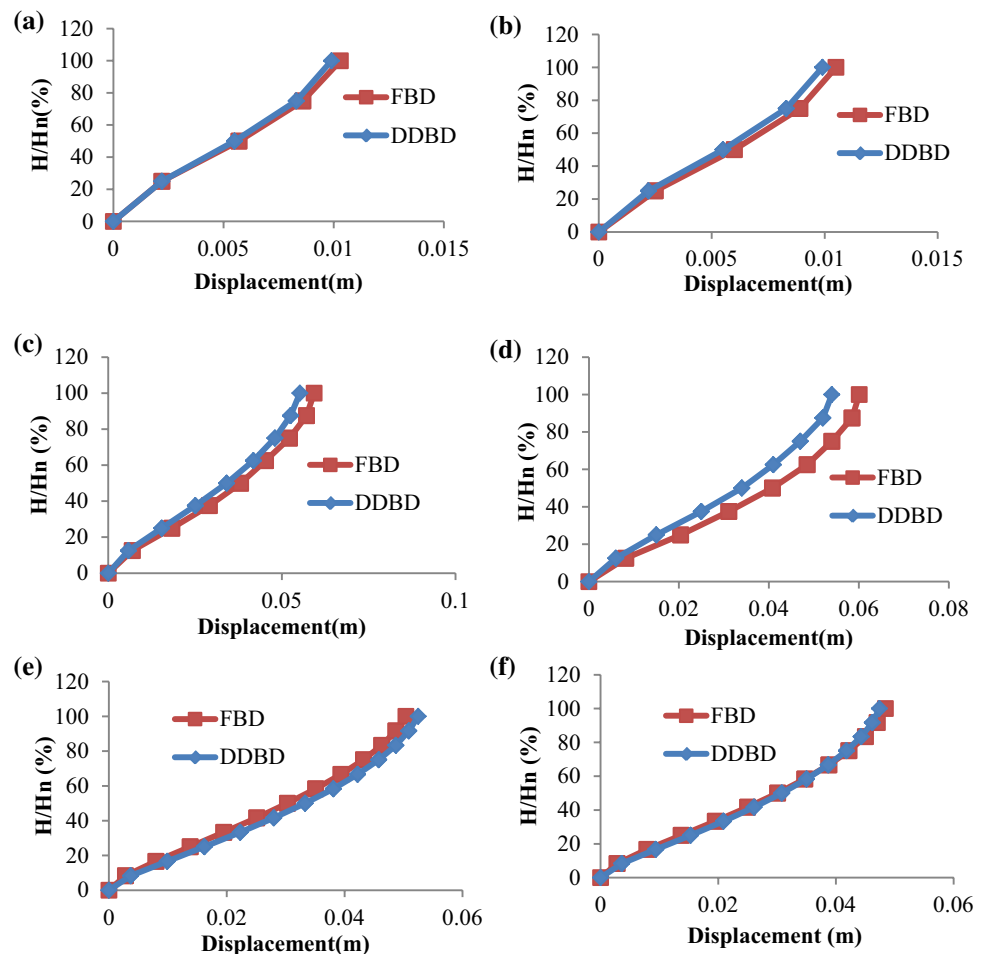 (a)
H/Hn(%)
120
100
80
60
40
20
0
0 0.005 0.01 0.015
Displacement(m)
FBD
DDBD
(b)
H/Hn (%)
120
100
80
60
40
20
0
0 0.005 0.01 0.015
Displacement(m)
FBD
DDBD
(c)
H/Hn (%)
120
100
80
60
40
20
0
0 0.05 0.1
Displacement(m)
FBD
DDBD
(d)
H/Hn (%)
120
100
80
60
40
20
0
0 0.02 0.04 0.06 0.08
Displacement(m)
FBD
DDBD
(e)
H/Hn (%)
120
100
80
60
40
20
0
0 0.02 0.04 0.06
Displacement(m)
FBD
DDBD
(f)
H/Hn (%)
120
100
80
60
40
20
0
0 0.02 0.04 0.06
Displacement (m)
FBD
DDBD